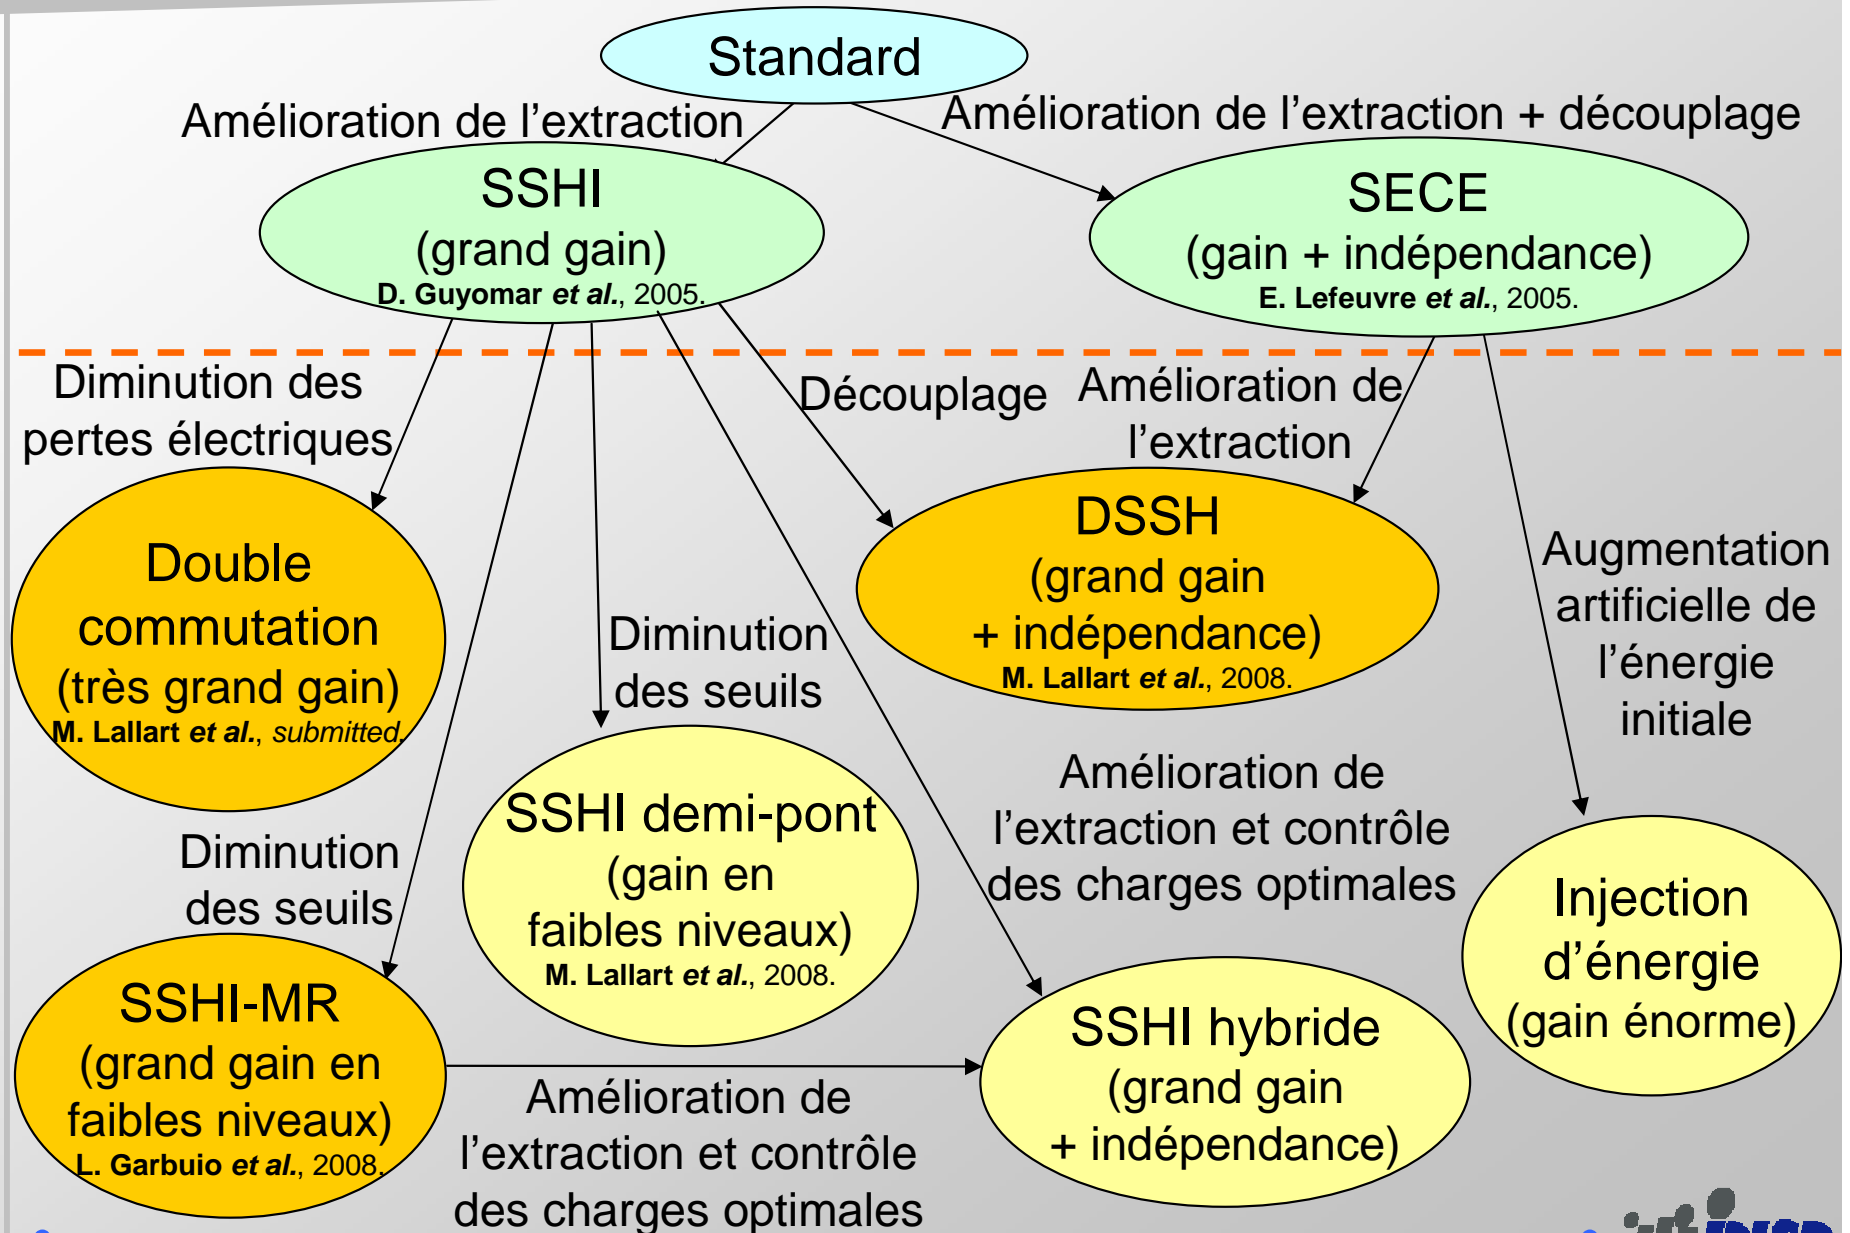 Standard
Amélioration de l’extraction
Amélioration de l’extraction + découplage
SSHI
(grand gain)
D. Guyomar et al., 2005.
SECE
(gain + indépendance)
E. Lefeuvre et al., 2005.
Diminution des
pertes électriques
Découplage
Amélioration de
l’extraction
Double
commutation
(très grand gain)
M. Lallart et al., submitted.
DSSH
(grand gain
+ indépendance)
M. Lallart et al., 2008.
Augmentation
artificielle de
l’énergie
initiale
Diminution
des seuils
Diminution
des seuils
SSHI demi-pont
(gain en
faibles niveaux)
M. Lallart et al., 2008.
Amélioration de
l’extraction et contrôle
des charges optimales
Injection
d’énergie
(gain énorme)
SSHI-MR
(grand gain en
faibles niveaux)
L. Garbuio et al., 2008.
Amélioration de
l’extraction et contrôle
des charges optimales
SSHI hybride
(grand gain
+ indépendance)